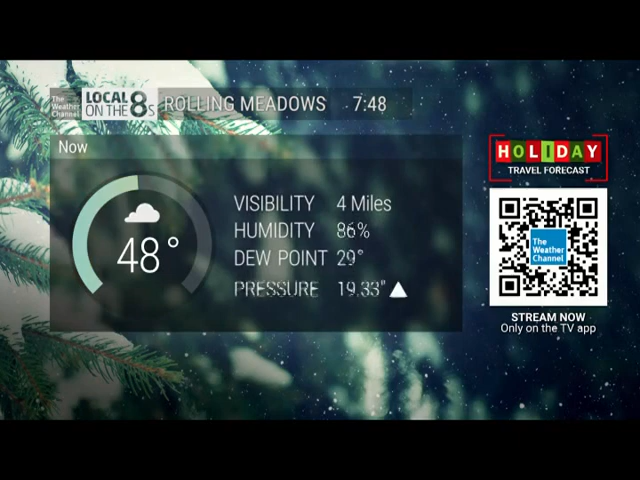 The Weather Channel
LOCAL ON THE 8s
ROLLING MEADOWS 7:48
Now
48°
VISIBILITY 4 Miles
HUMIDITY 86%
DEW POINT 29°
PRESSURE 19.33"
HOLIDAY
TRAVEL FORECAST
The Weather Channel
STREAM NOW
Only on the TV app